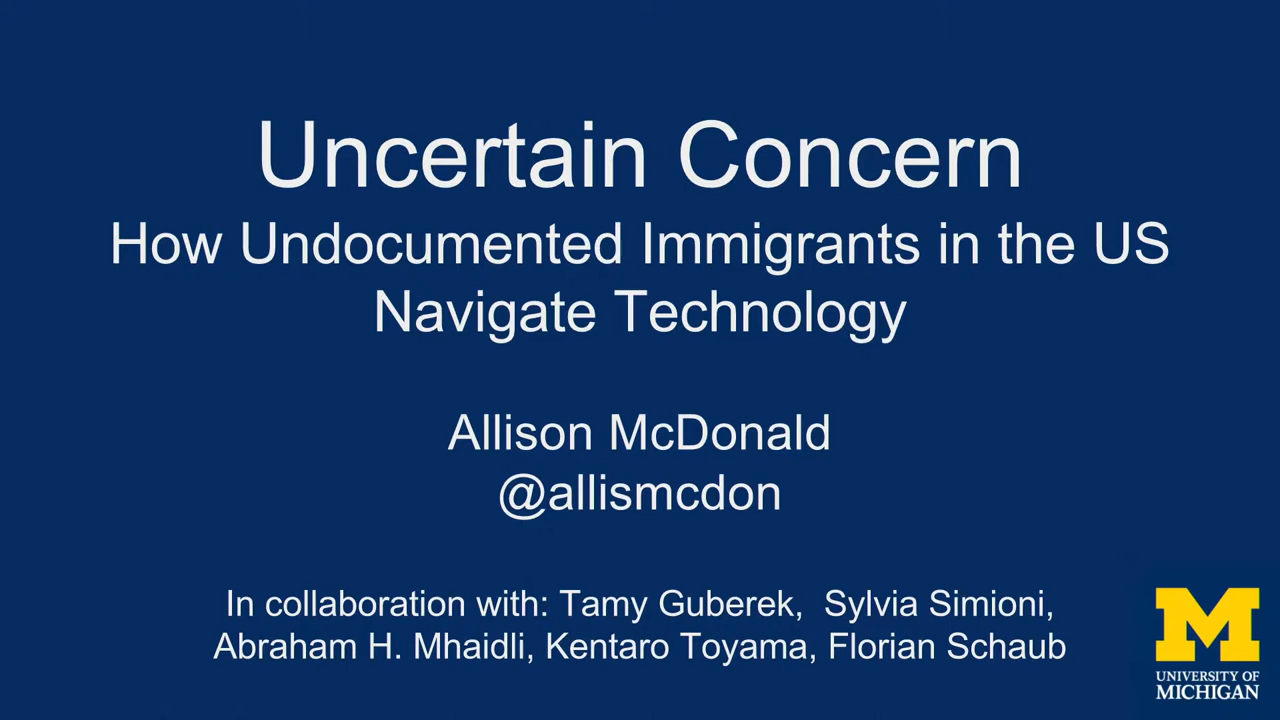 Uncertain Concern
How Undocumented Immigrants in the US
Navigate Technology
Allison McDonald
@allismcdon
In collaboration with: Tamy Guberek, Sylvia Simioni,
Abraham H. Mhaidli, Kentaro Toyama, Florian Schaub
M
UNIVERSITY OF
MICHIGAN